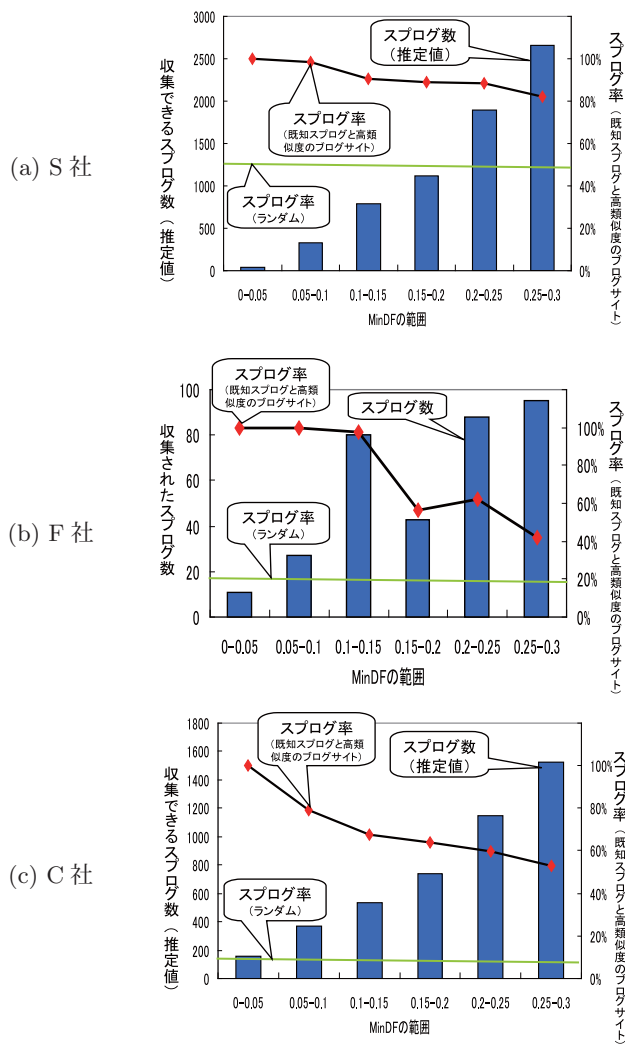 (a) S 社
収集できるスプログ数（推定値）
3000
2500
2000
1500
1000
500
0
スプログ数
(推定値)
スプログ率
(既知スプログと高類
似度のブログサイト)
スプログ率
(ランダム)
100%
80%
60%
40%
20%
0%
スプログ率（既知スプログと高類似度のブログサイト）
0-0.05 0.05-0.1 0.1-0.15 0.15-0.2 0.2-0.25 0.25-0.3
MinDFの範囲
(b) F 社
収集されたスプログ数
100
80
60
40
20
0
スプログ率
(既知スプログと高類
似度のブログサイト)
スプログ数
スプログ率
(ランダム)
100%
80%
60%
40%
20%
0%
スプログ率（既知スプログと高類似度のブログサイト）
0-0.05 0.05-0.1 0.1-0.15 0.15-0.2 0.2-0.25 0.25-0.3
MinDFの範囲
(c) C 社
収集できるスプログ数（推定値）
1800
1600
1400
1200
1000
800
600
400
200
0
スプログ率
(既知スプログと高類
似度のブログサイト)
スプログ数
(推定値)
スプログ率
(ランダム)
100%
80%
60%
40%
20%
0%
スプログ率（既知スプログと高類似度のブログサイト）
0-0.05 0.05-0.1 0.1-0.15 0.15-0.2 0.2-0.25 0.25-0.3
MinDFの範囲